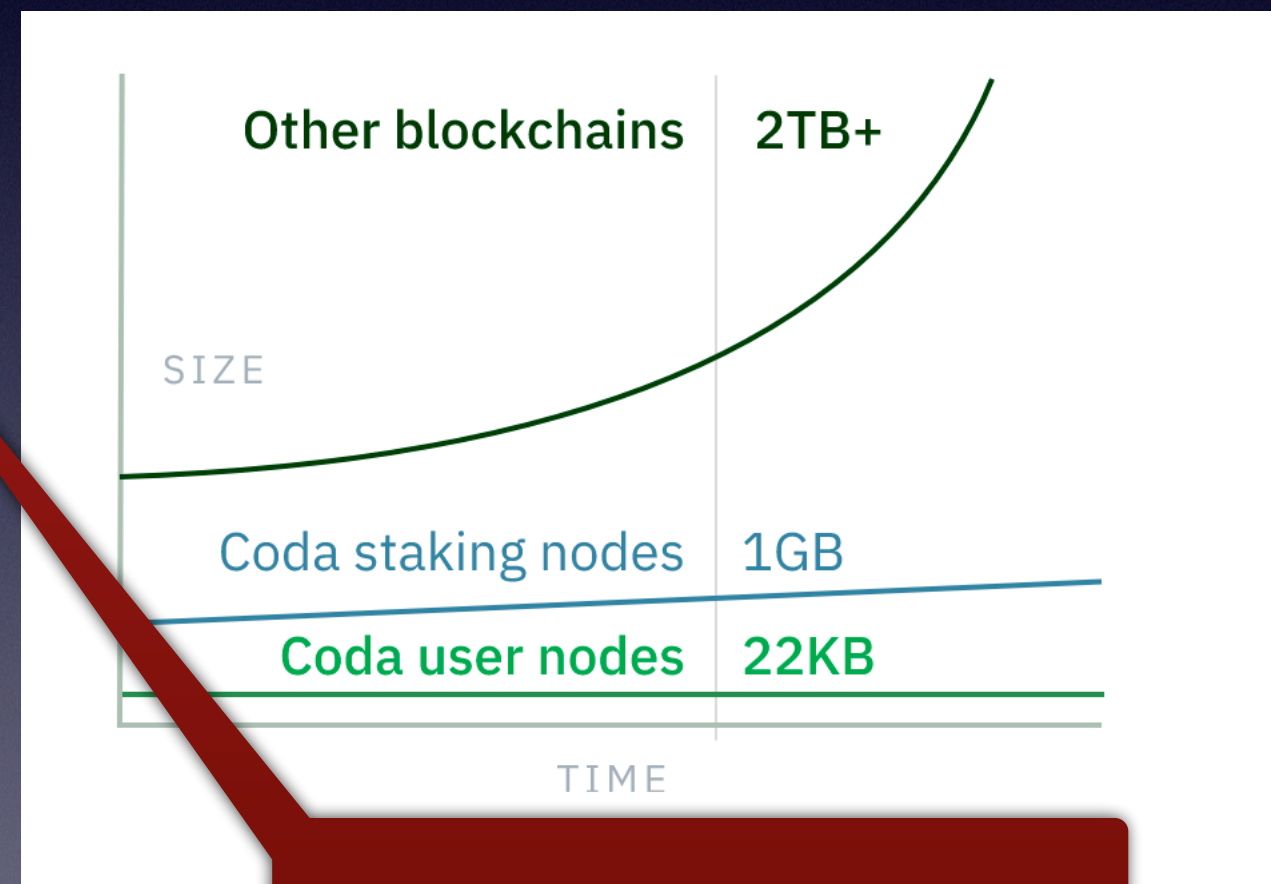 Other blockchains 2TB+
SIZE
Coda staking nodes 1GB
Coda user nodes 22KB
TIME